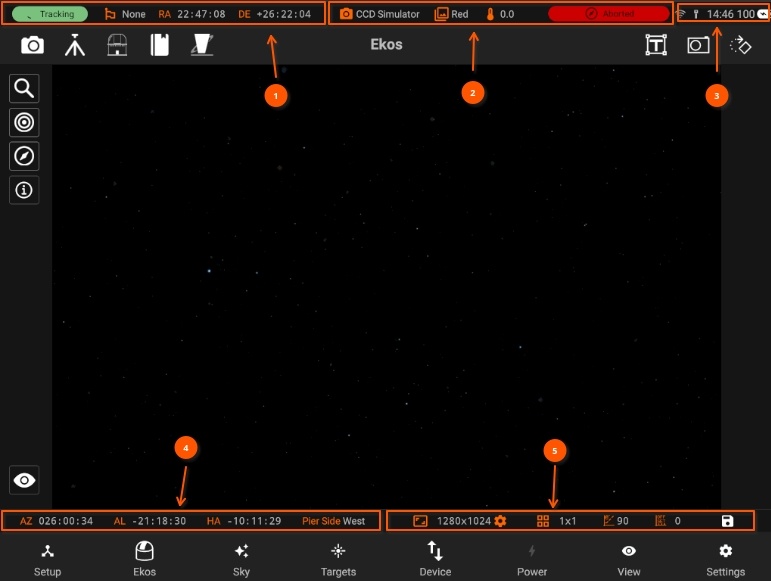 Tracking None RA 22:47:08 DE +26:22:04 CCD Simulator Red 0.0 Aborted 14:46 100
Ekos
1
2
3
4
5
AZ 026:00:34 AL -21:18:30 HA -10:11:29 Pier Side West 1280x1024 1x1 90 0
Setup Ekos Sky Targets Device Power View Settings